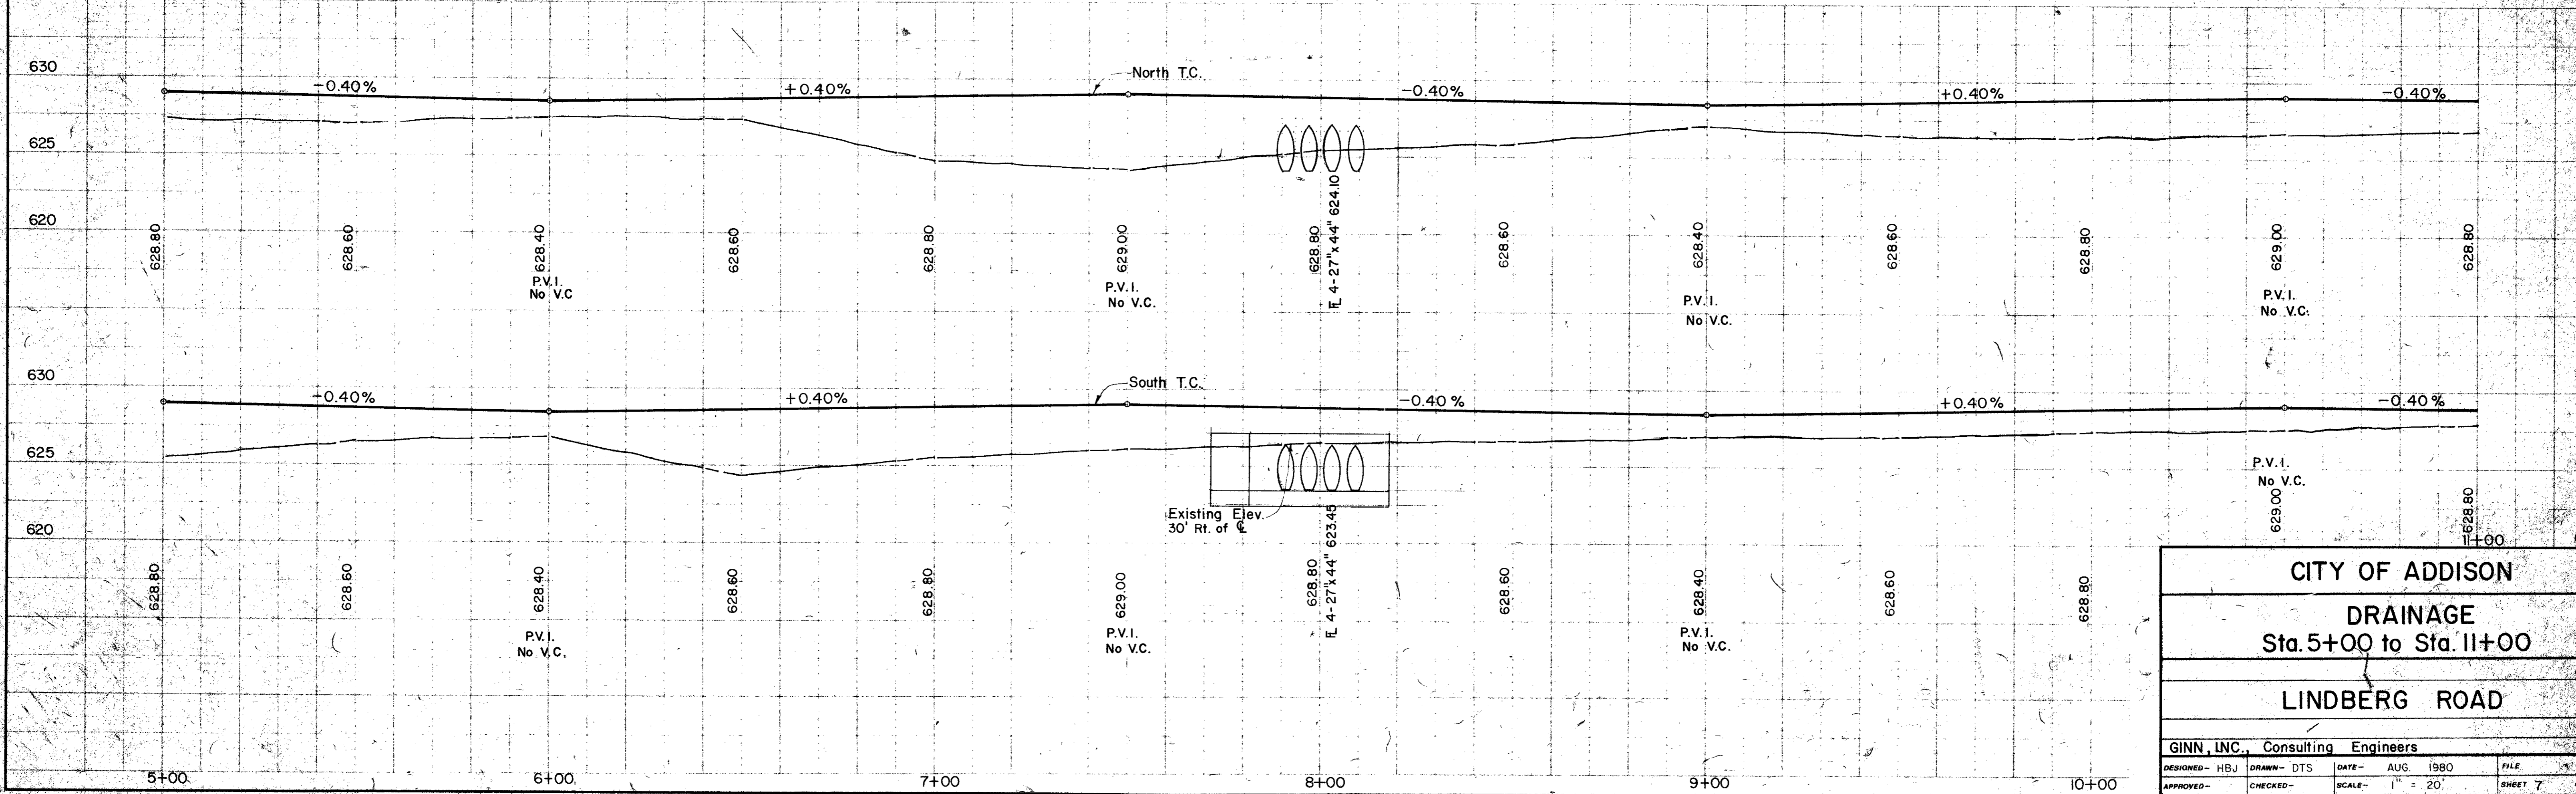 630
625
620
-0.40%
+0.40%
North T.C.
-0.40%
+0.40%
-0.40%
628.80
628.60
628.40
P.V.I.
No V.C
628.60
628.80
629.00
P.V.I.
No V.C.
628.80
FL 4-27"x44" 624.10
628.60
628.40
P.V.I.
No V.C.
628.60
628.80
629.00
P.V.I.
No V.C.
628.80
630
625
620
-0.40%
+0.40%
South T.C.
-0.40%
+0.40%
-0.40%
Existing Elev.
30' Rt. of ℄
628.80
628.60
628.40
P.V.I.
No V.C.
628.60
628.80
629.00
P.V.I.
No V.C.
628.80
FL 4-27"x44" 623.45
628.60
628.40
P.V.I.
No V.C.
628.60
628.80
P.V.I.
No V.C.
629.00
628.80
11+00
5+00
6+00
7+00
8+00
9+00
10+00
CITY OF ADDISON
DRAINAGE
Sta. 5+00 to Sta. 11+00
LINDBERG ROAD
GINN, INC., Consulting Engineers
DESIGNED- HBJ DRAWN- DTS DATE- AUG. 1980 FILE
APPROVED- CHECKED- SCALE- 1" = 20' SHEET 7